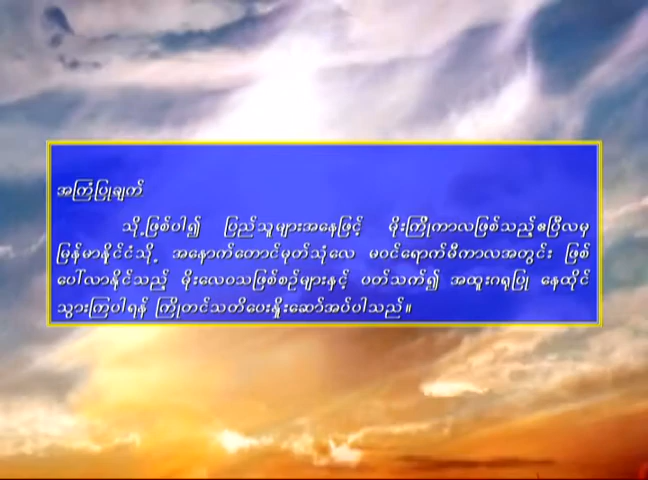 အကြံပြုချက်
သို့ဖြစ်ပါ၍ ပြည်သူများအနေဖြင့် မိုးကြိုကာလဖြစ်သည့်ဧပြီလမှ
မြန်မာနိုင်ငံသို့ အနောက်တောင်မုတ်သုံလေ မဝင်ရောက်မီကာလအတွင်း ဖြစ်
ပေါ်လာနိုင်သည့် မိုးလေဝသဖြစ်စဉ်များနှင့် ပတ်သက်၍ အထူးဂရုပြု နေထိုင်
သွားကြပါရန် ကြိုတင်သတိပေးနှိုးဆော်အပ်ပါသည်။